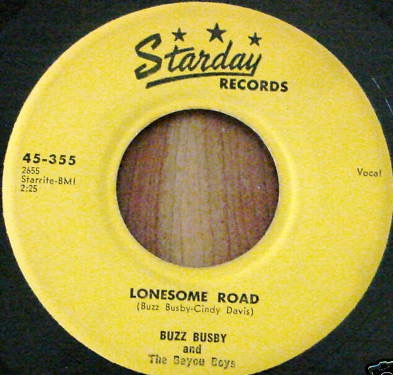 Starday
RECORDS
45-355
2655
Starrite-BMI
2:25
Vocal
LONESOME ROAD
(Buzz Busby-Cindy Davis)
BUZZ BUSBY
and
The Bayou Boys